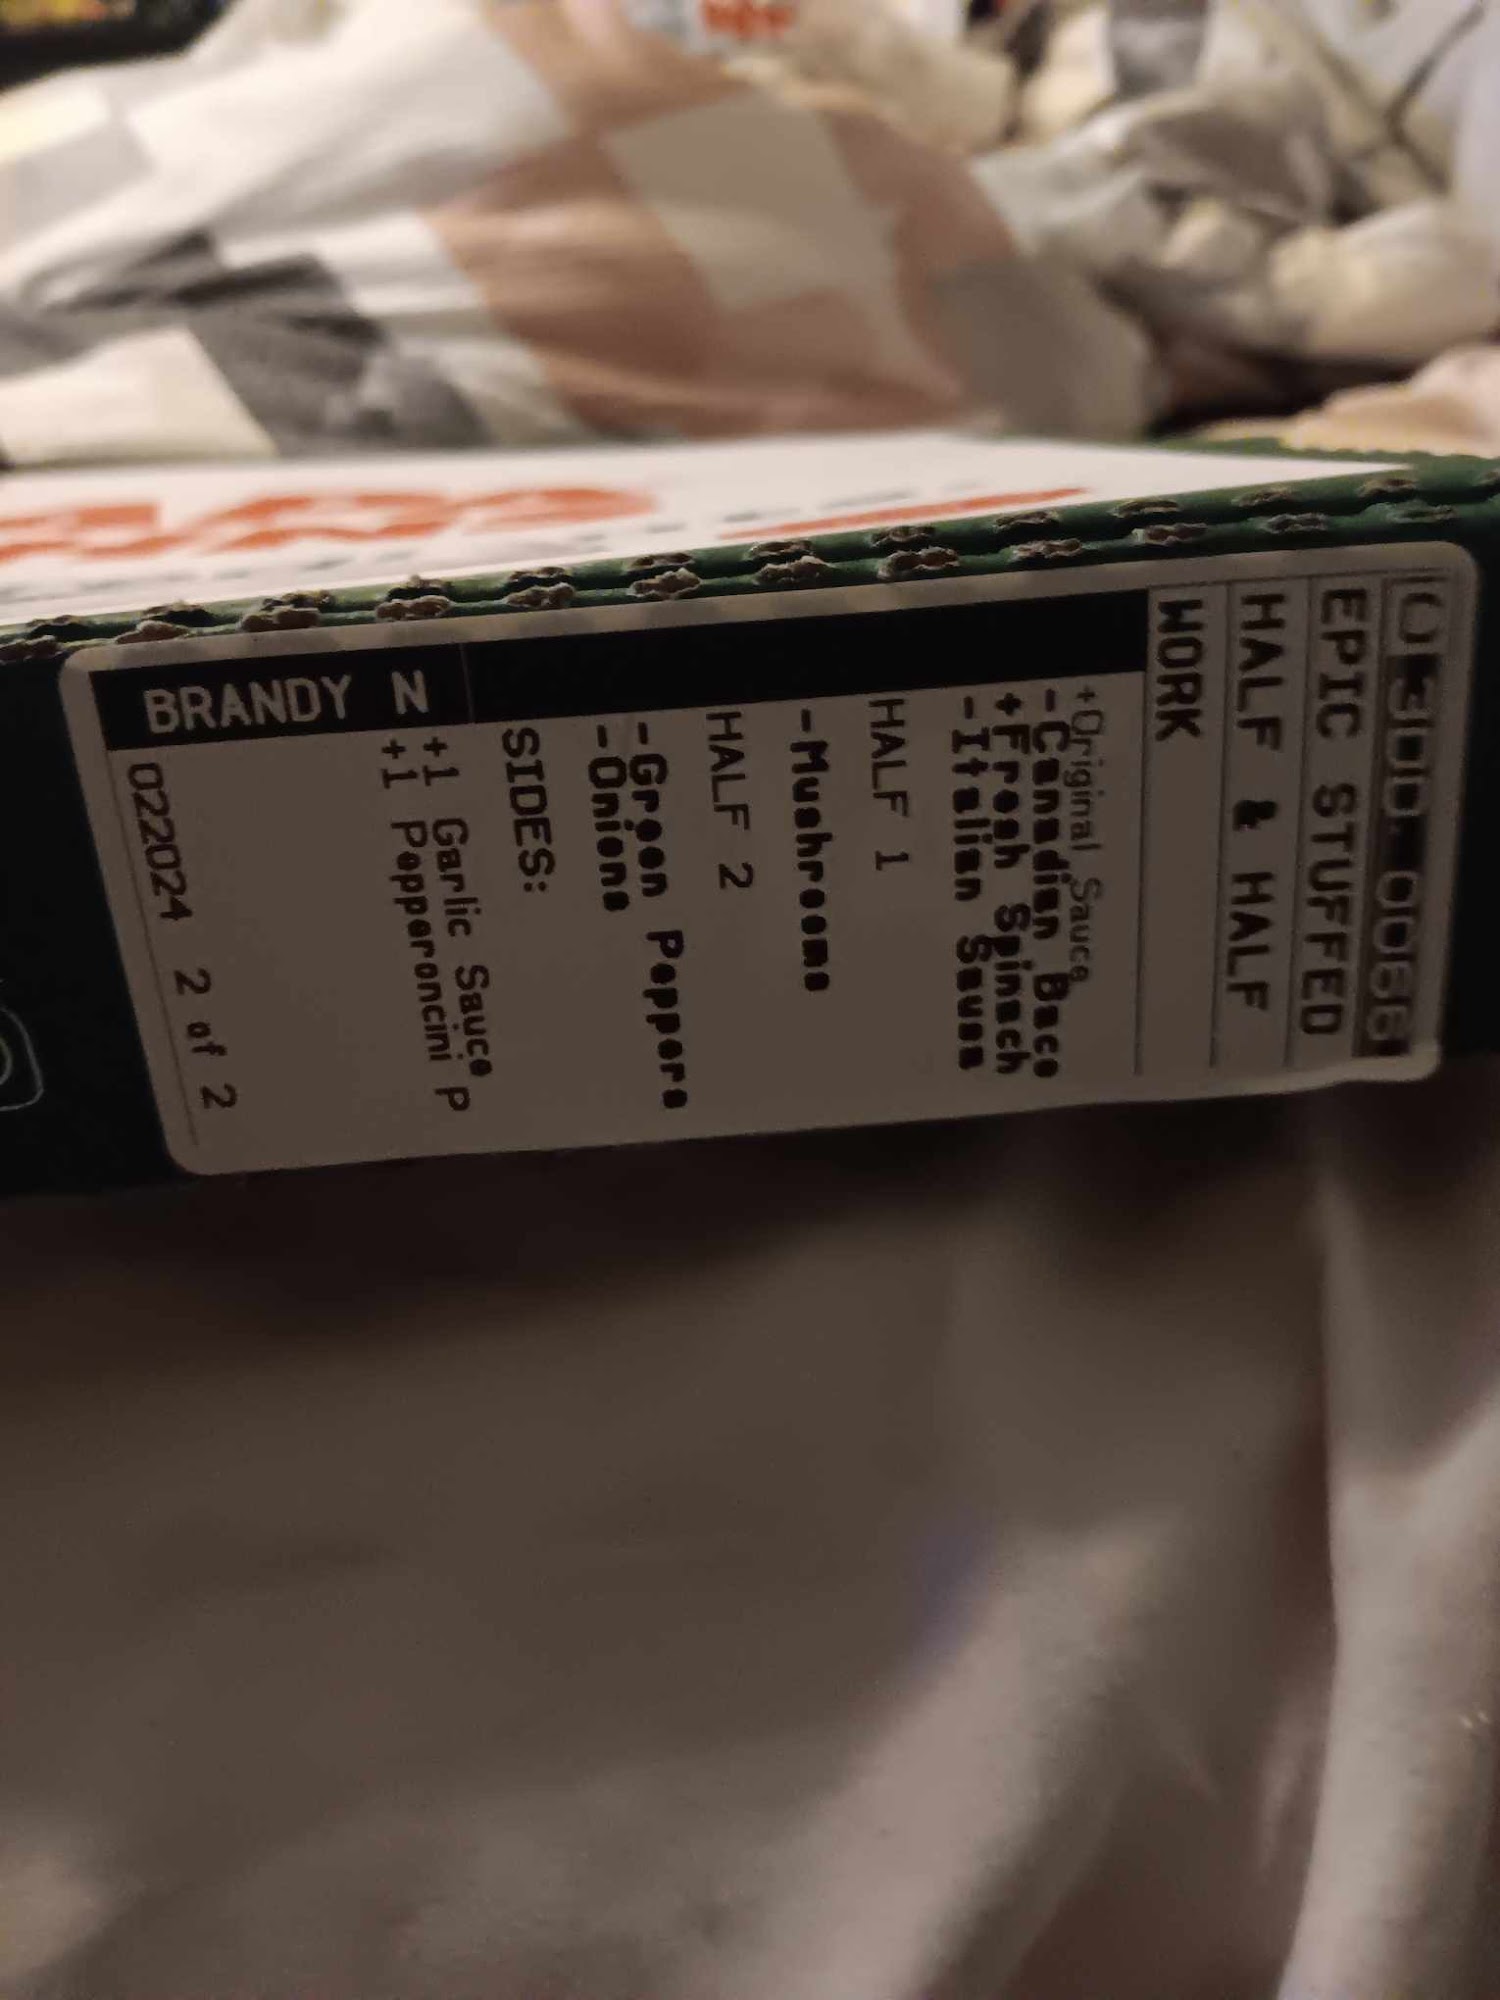 EPIC STUFFED
HALF & HALF
WORK
+Original Sauce
-Canadian Baco
+Fresh Spinach
-Italian Saus
HALF 1
-Mushrooms
HALF 2
-Green Peppers
-Onions
SIDES:
+1 Garlic Sauce
+1 Pepperoncini P
BRANDY N
022024 2 of 2